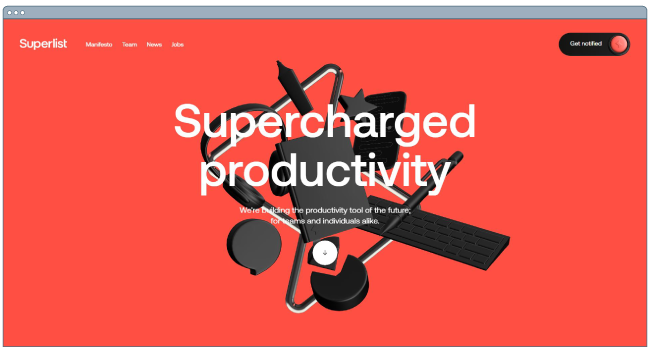 Superlist
Manifesto Team News Jobs
Get notified
Supercharged
productivity
We're building the productivity tool of the future;
for teams and individuals alike.